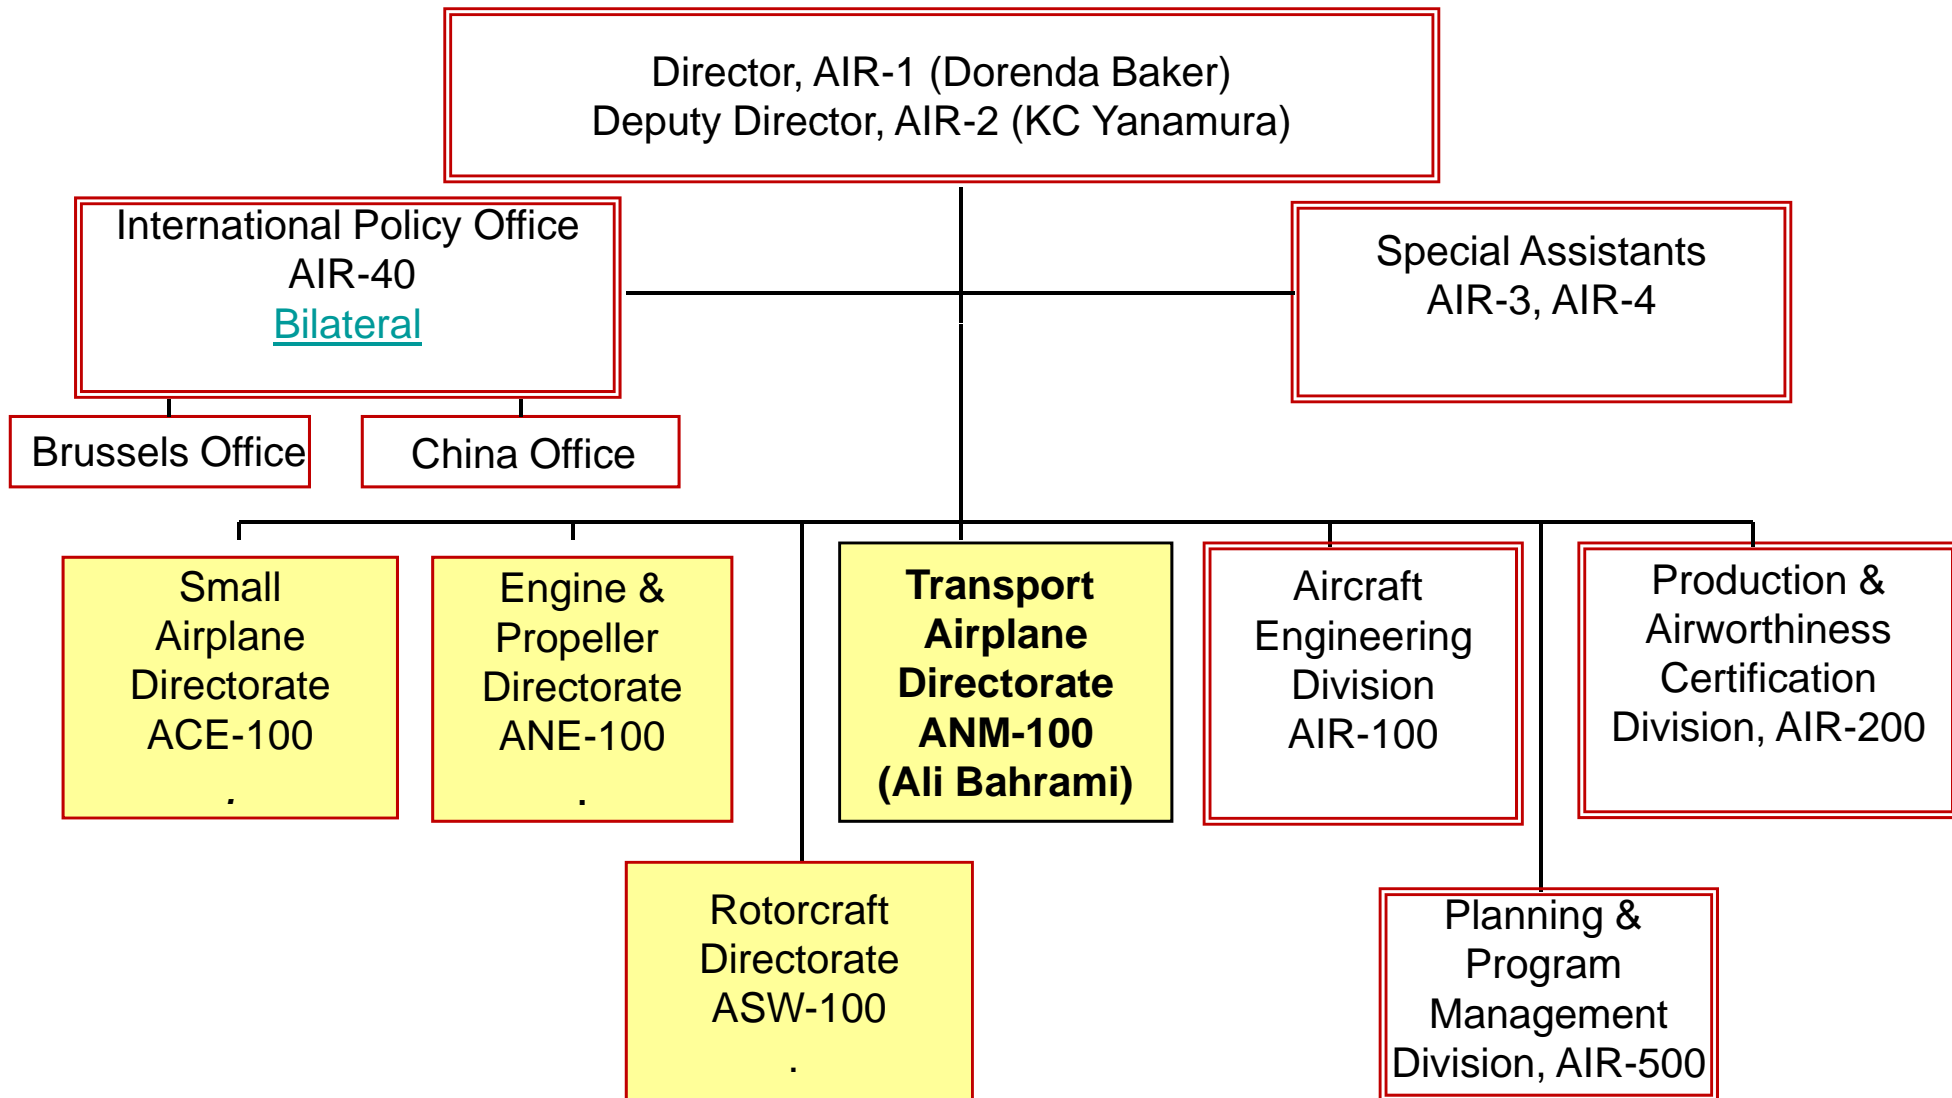 Director, AIR-1 (Dorenda Baker)
Deputy Director, AIR-2 (KC Yanamura)
International Policy Office
AIR-40
Bilateral
Special Assistants
AIR-3, AIR-4
Brussels Office
China Office
Small
Airplane
Directorate
ACE-100
.
Engine &
Propeller
Directorate
ANE-100
.
Transport
Airplane
Directorate
ANM-100
(Ali Bahrami)
Aircraft
Engineering
Division
AIR-100
Production &
Airworthiness
Certification
Division, AIR-200
Rotorcraft
Directorate
ASW-100
.
Planning &
Program
Management
Division, AIR-500